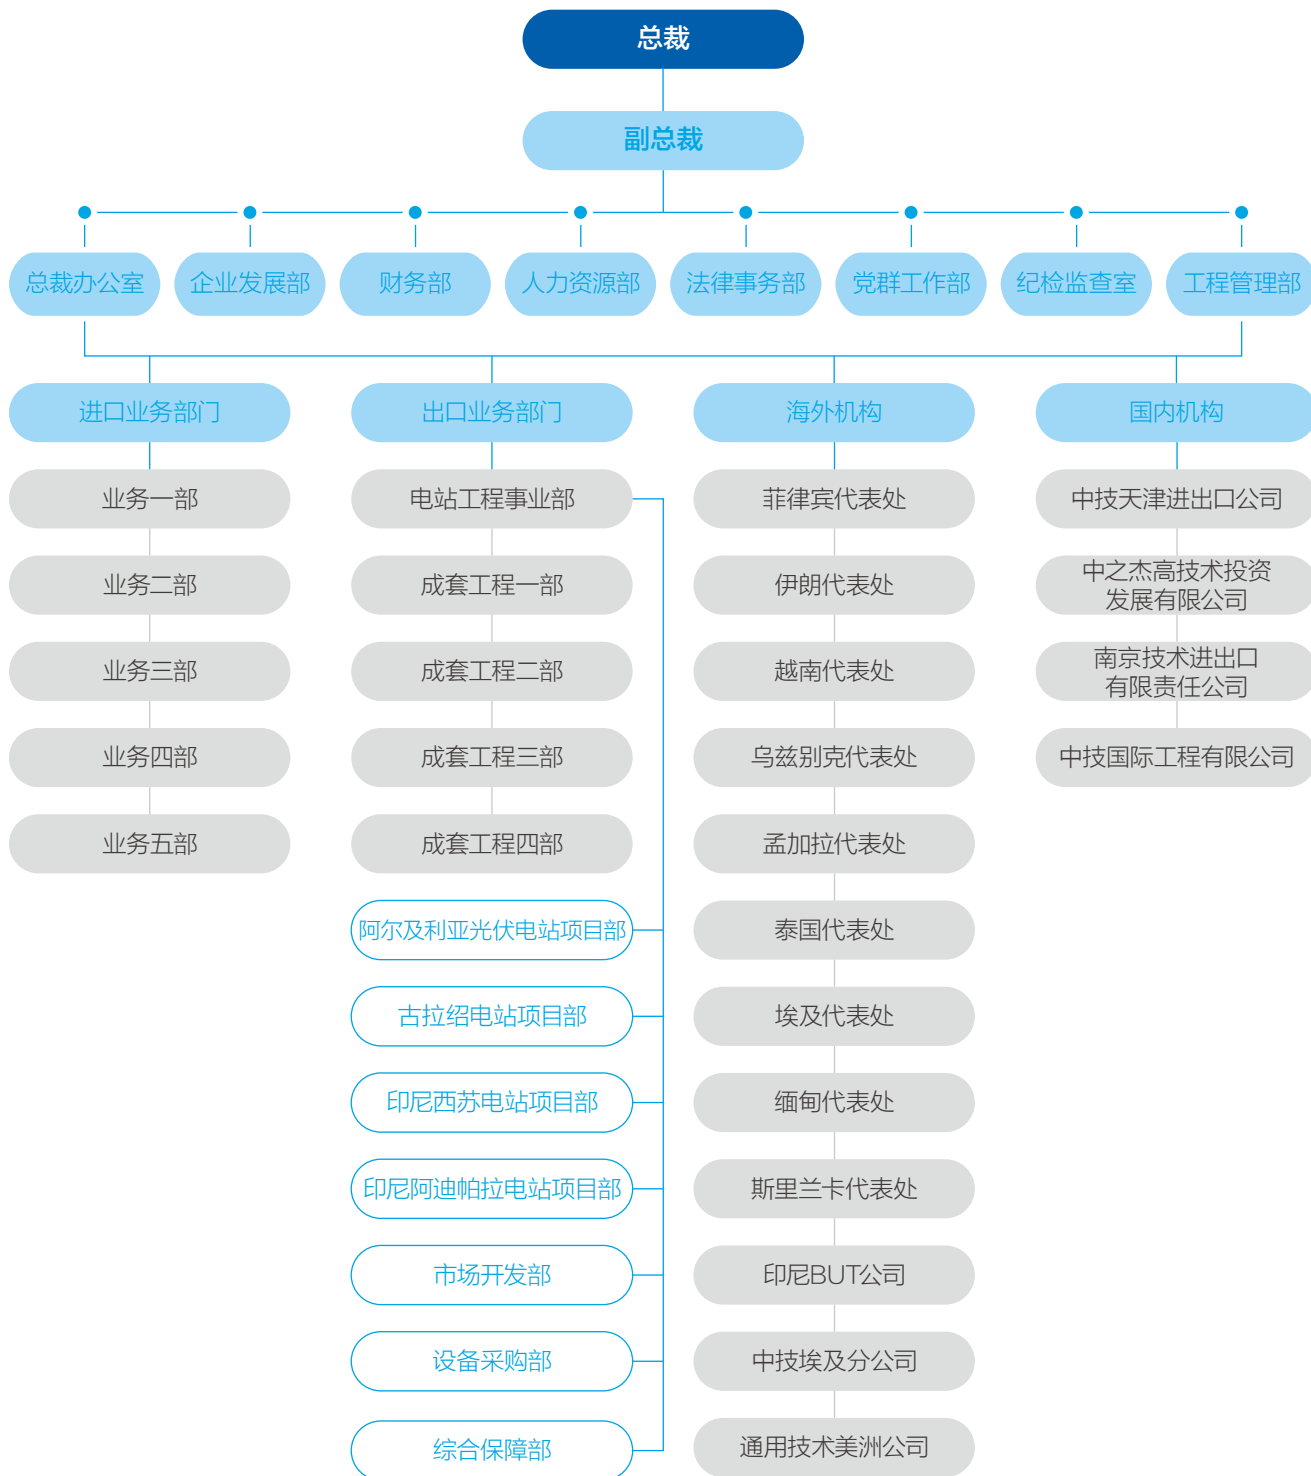 总裁
副总裁
总裁办公室
企业发展部
财务部
人力资源部
法律事务部
党群工作部
纪检监查室
工程管理部
进口业务部门
出口业务部门
海外机构
国内机构
业务一部
业务二部
业务三部
业务四部
业务五部
电站工程事业部
成套工程一部
成套工程二部
成套工程三部
成套工程四部
阿尔及利亚光伏电站项目部
古拉绍电站项目部
印尼西苏电站项目部
印尼阿迪帕拉电站项目部
市场开发部
设备采购部
综合保障部
菲律宾代表处
伊朗代表处
越南代表处
乌兹别克代表处
孟加拉代表处
泰国代表处
埃及代表处
缅甸代表处
斯里兰卡代表处
印尼BUT公司
中技埃及分公司
通用技术美洲公司
中技天津进出口公司
中之杰高技术投资
发展有限公司
南京技术进出口
有限责任公司
中技国际工程有限公司